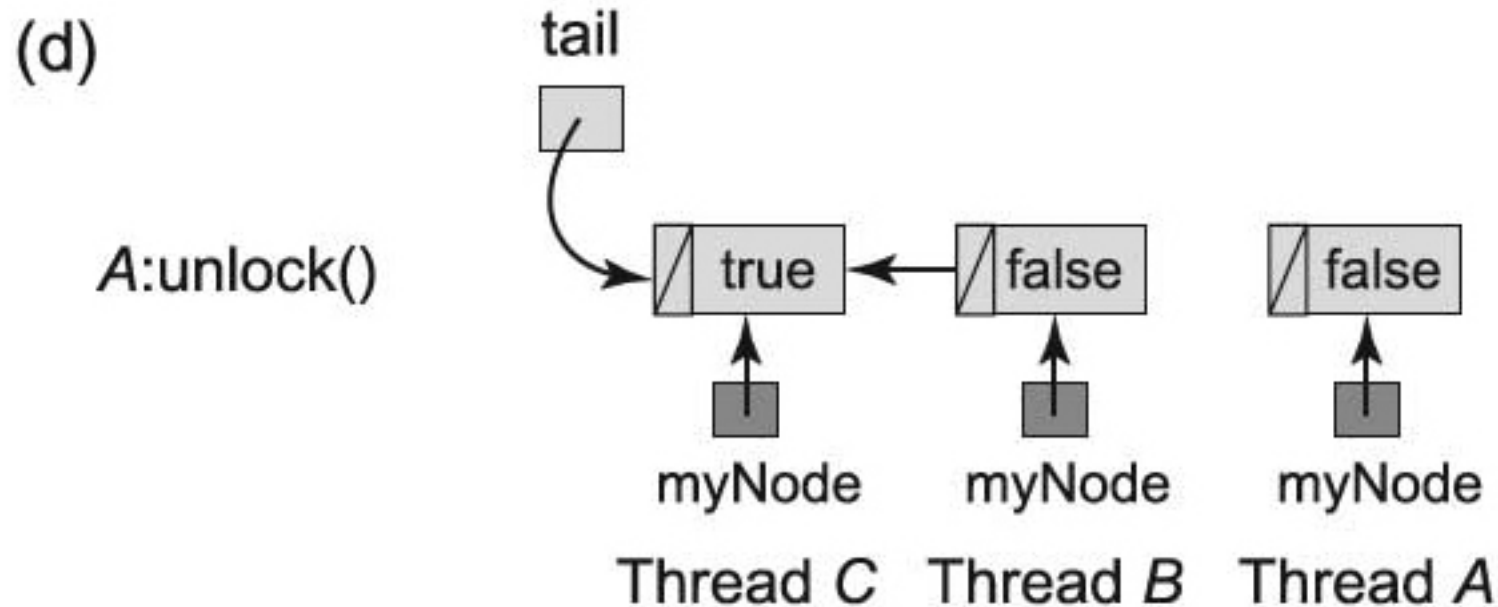 (d)
tail
A:unlock()
true
false
false
myNode
myNode
myNode
Thread C
Thread B
Thread A